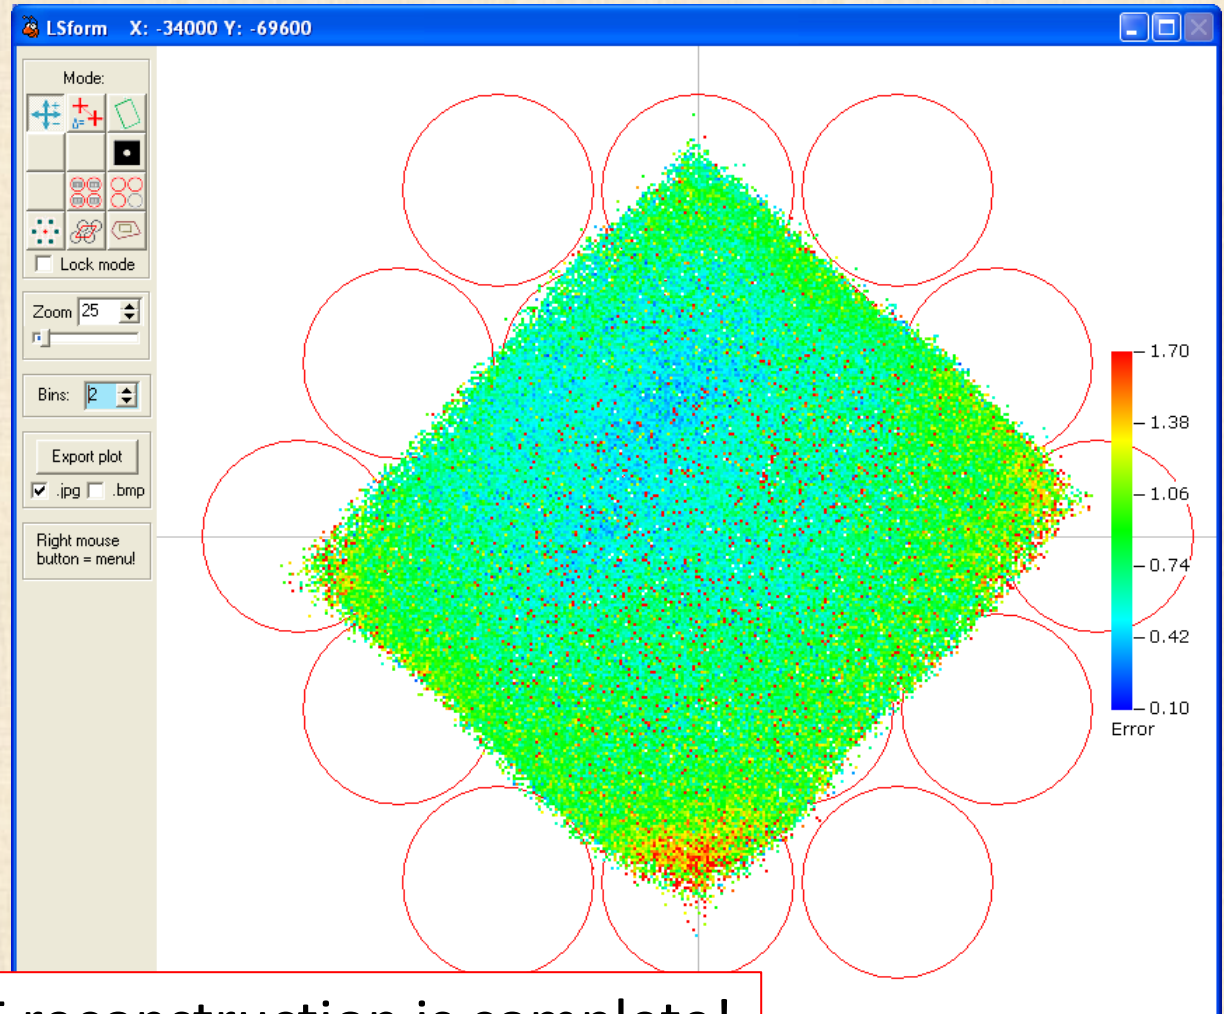 LSform X: -34000 Y: -69600
Mode:
Δ=
Lock mode
Zoom 25
Bins: 2
Export plot
.jpg .bmp
Right mouse
button = menu!
1.70
1.38
1.06
0.74
0.42
0.10
Error
reconstruction is complete!